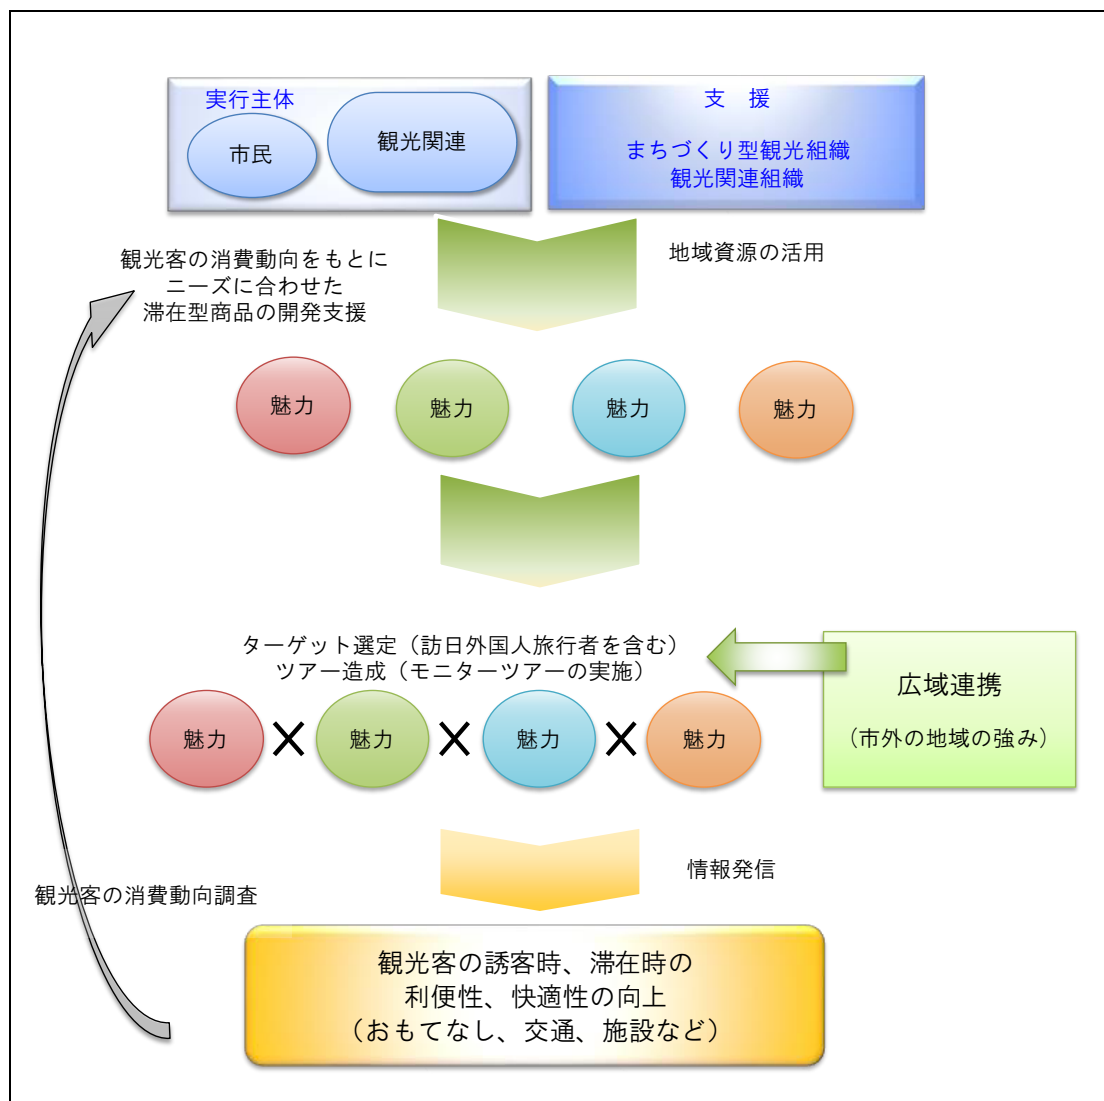 実行主体
市民
観光関連
支　援
まちづくり型観光組織
観光関連組織
地域資源の活用
観光客の消費動向をもとに
ニーズに合わせた
滞在型商品の開発支援
魅力
魅力
魅力
魅力
ターゲット選定（訪日外国人旅行者を含む）
ツアー造成（モニターツアーの実施）
魅力
魅力
魅力
魅力
広域連携
（市外の地域の強み）
情報発信
観光客の消費動向調査
観光客の誘客時、滞在時の
利便性、快適性の向上
（おもてなし、交通、施設など）